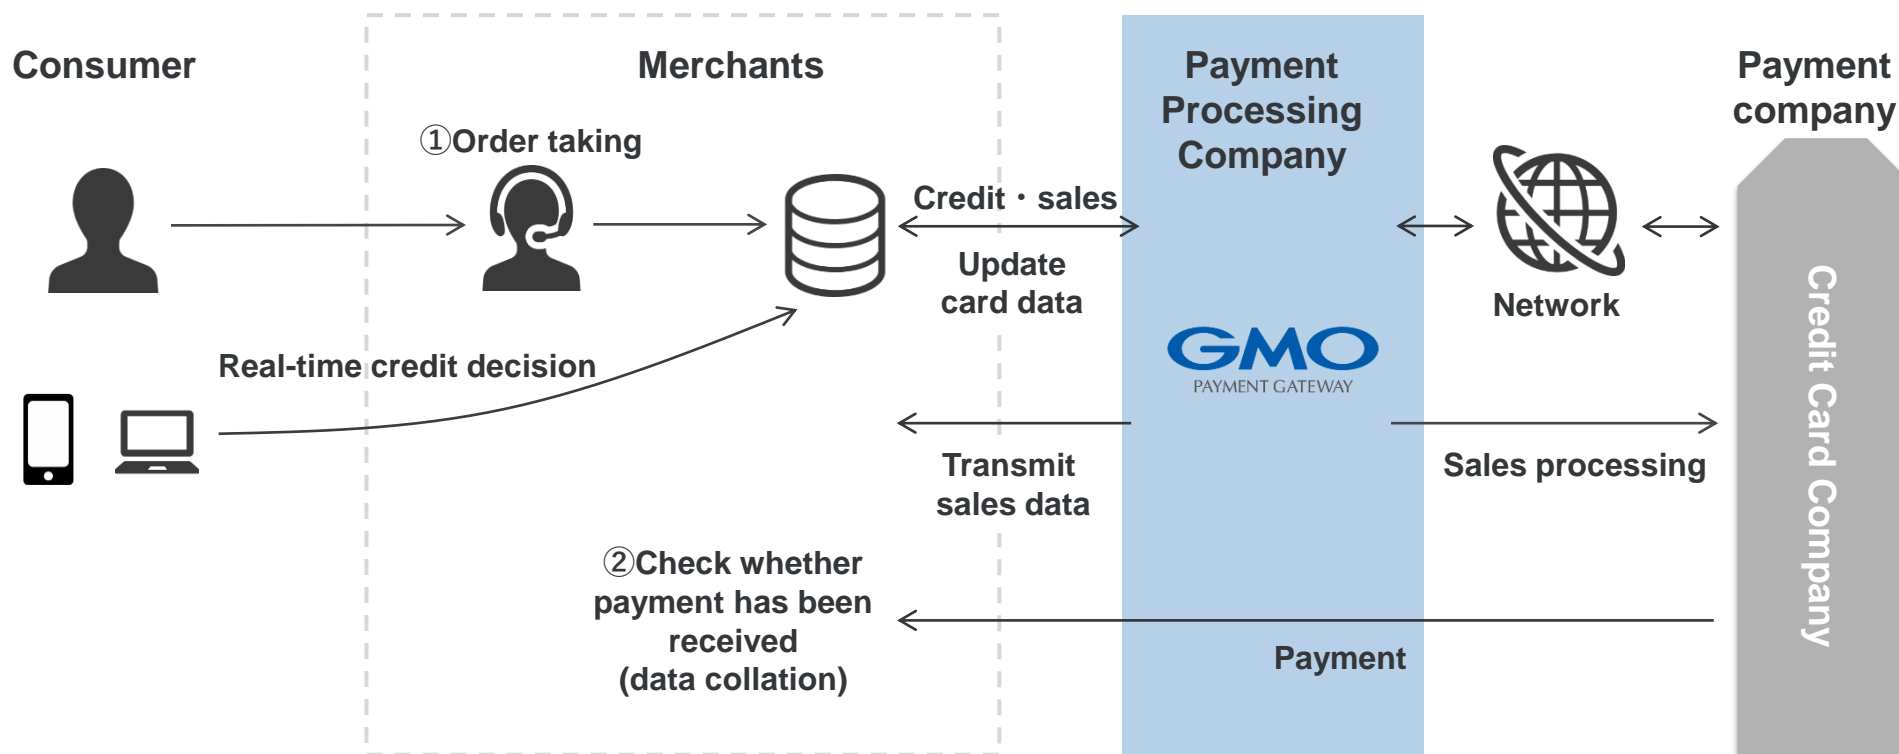 Consumer
Merchants
Payment
Processing
Company
Payment
company
①Order taking
Credit・sales
Update
card data
Network
Real-time credit decision
GMO
PAYMENT GATEWAY
Credit Card Company
Transmit
sales data
Sales processing
②Check whether
payment has been
received
(data collation)
Payment